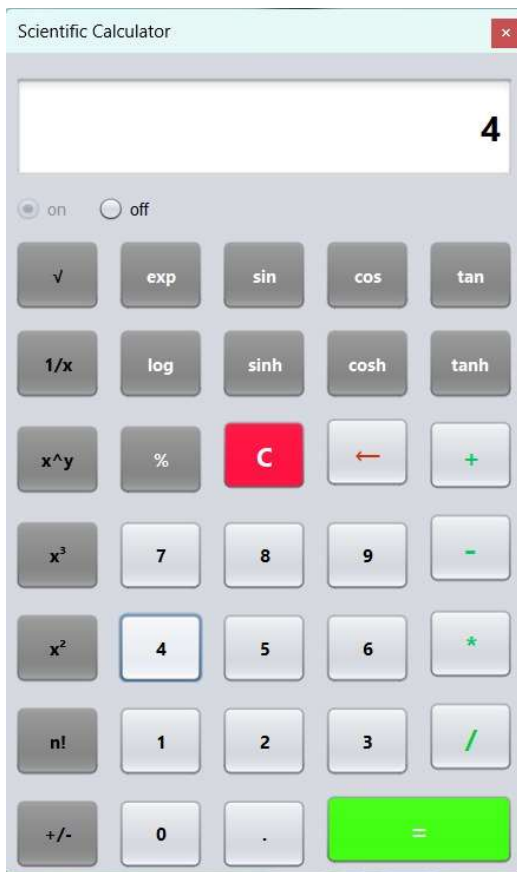 Scientific Calculator ×
4
on off
√ exp sin cos tan
1/x log sinh cosh tanh
x^y % C ← +
x³ 7 8 9 -
x² 4 5 6 *
n! 1 2 3 /
+/- 0 . =